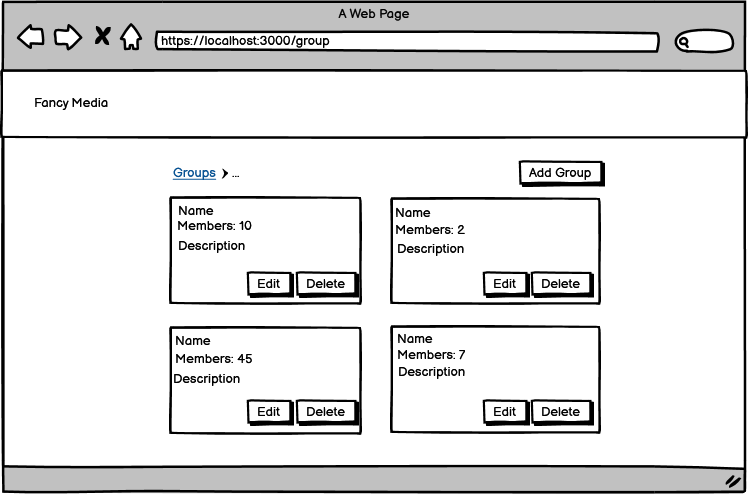 A Web Page
https://localhost:3000/group
Fancy Media
Groups > ...
Add Group
Name
Members: 10
Description
Edit
Delete
Name
Members: 2
Description
Edit
Delete
Name
Members: 45
Description
Edit
Delete
Name
Members: 7
Description
Edit
Delete